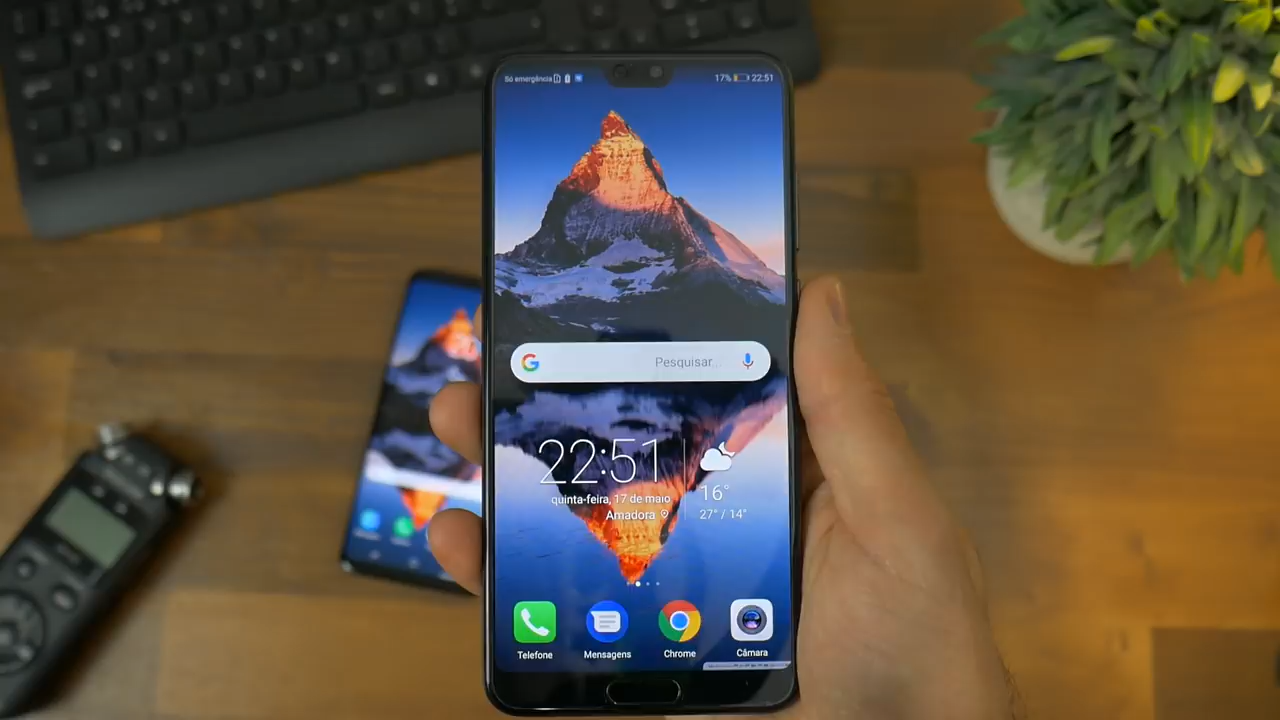 Só emergência
17% 22:51
Pesquisar...
22:51
quinta-feira, 17 de maio
Amadora
16°
27° / 14°
Telefone
Mensagens
Chrome
Câmara